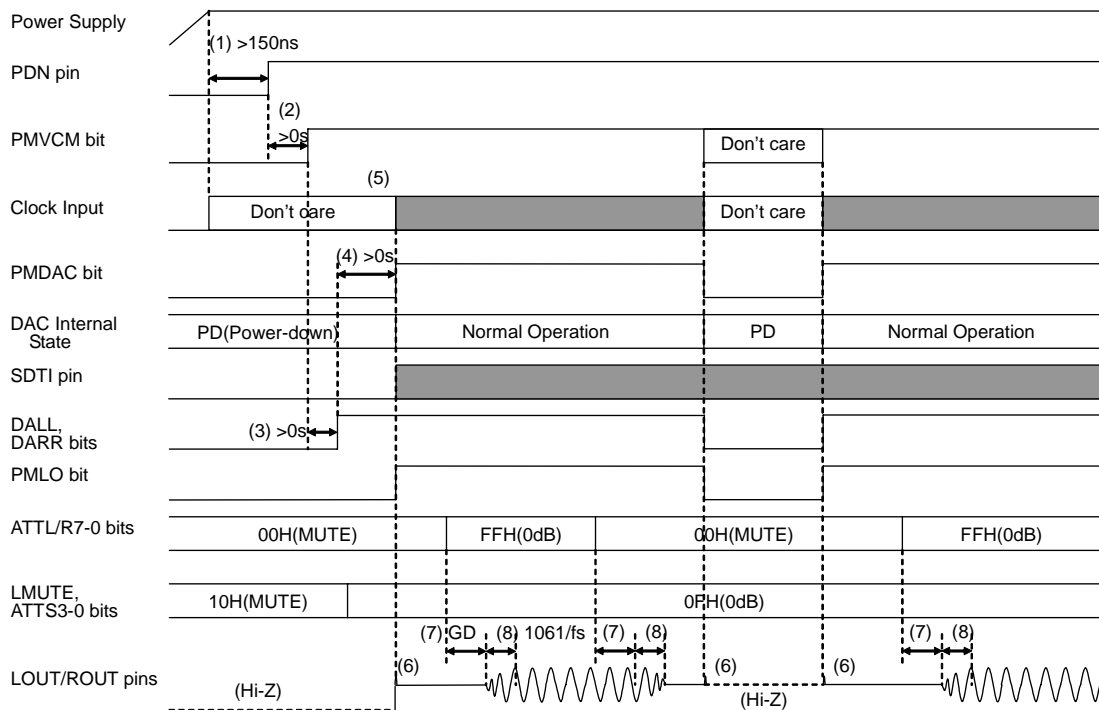 Power Supply
(1) >150ns
PDN pin
(2)
>0s
PMVCM bit
Don't care
(5)
Clock Input
Don't care
Don't care
(4) >0s
PMDAC bit
DAC Internal
State
PD(Power-down)
Normal Operation
PD
Normal Operation
SDTI pin
DALL,
DARR bits
(3) >0s
PMLO bit
ATTL/R7-0 bits
00H(MUTE)
FFH(0dB)
00H(MUTE)
FFH(0dB)
LMUTE,
ATTS3-0 bits
10H(MUTE)
0FH(0dB)
(7) GD
(8)
1061/fs
(7)
(8)
(7)
(8)
LOUT/ROUT pins
(6)
(6)
(6)
(Hi-Z)
(Hi-Z)